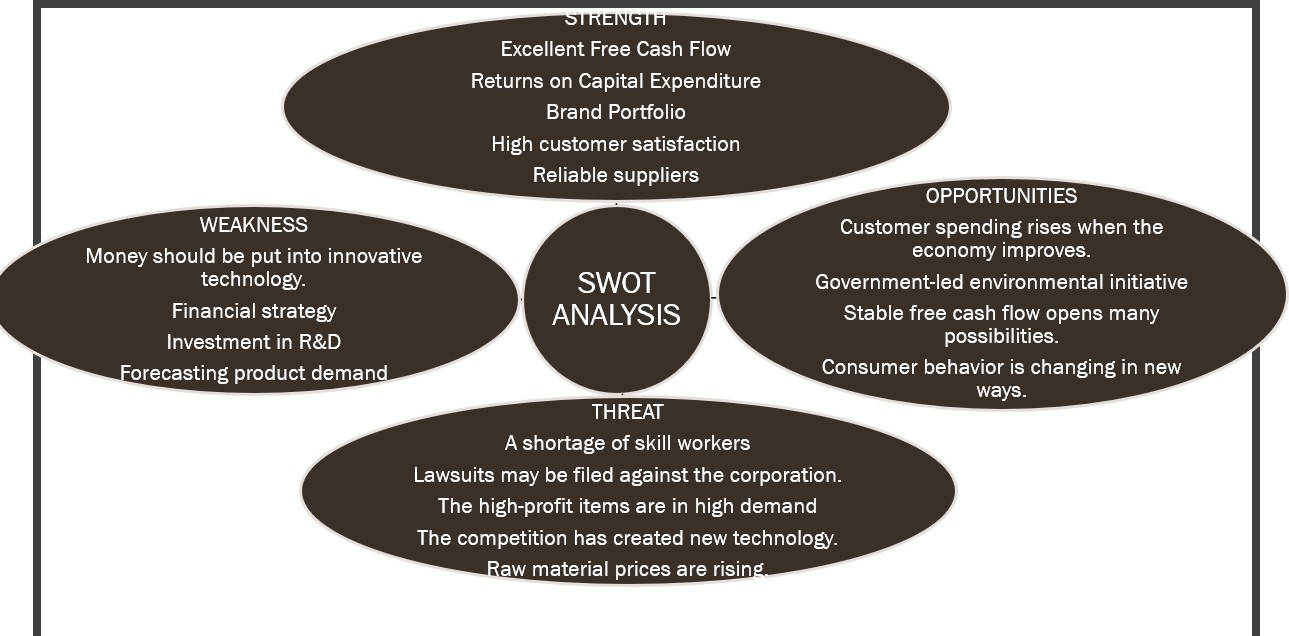 STRENGTH
Excellent Free Cash Flow
Returns on Capital Expenditure
Brand Portfolio
High customer satisfaction
Reliable suppliers
WEAKNESS
Money should be put into innovative
technology.
Financial strategy
Investment in R&D
Forecasting product demand
SWOT
ANALYSIS
OPPORTUNITIES
Customer spending rises when the
economy improves.
Government-led environmental initiative
Stable free cash flow opens many
possibilities.
Consumer behavior is changing in new
ways.
THREAT
A shortage of skill workers
Lawsuits may be filed against the corporation.
The high-profit items are in high demand
The competition has created new technology.
Raw material prices are rising.